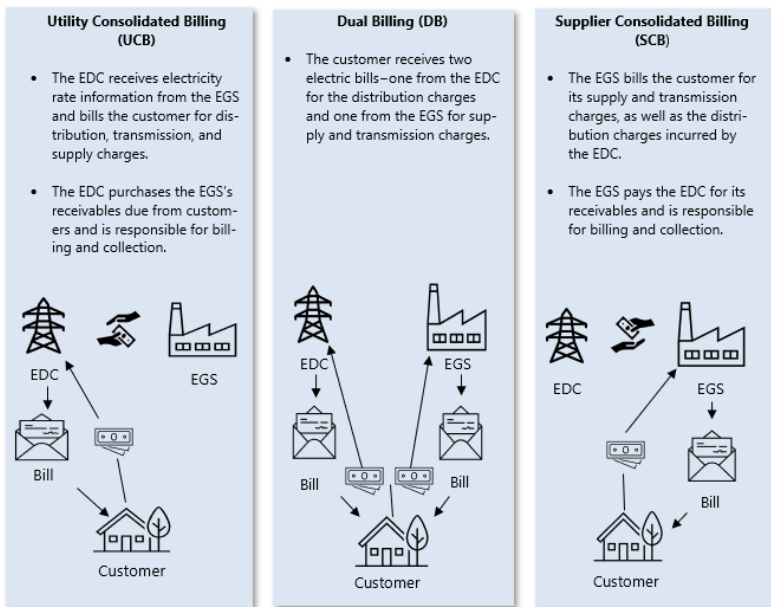 Utility Consolidated Billing
(UCB)
• The EDC receives electricity
rate information from the EGS
and bills the customer for dis-
tribution, transmission, and
supply charges.
• The EDC purchases the EGS's
receivables due from custom-
ers and is responsible for bill-
ing and collection.
EDC
EGS
Bill
Customer
Dual Billing (DB)
• The customer receives two
electric bills–one from the EDC
for the distribution charges
and one from the EGS for sup-
ply and transmission charges.
EDC
EGS
Bill
Bill
Customer
Supplier Consolidated Billing
(SCB)
• The EGS bills the customer for
its supply and transmission
charges, as well as the distri-
bution charges incurred by
the EDC.
• The EGS pays the EDC for its
receivables and is responsible
for billing and collection.
EDC
EGS
Bill
Customer